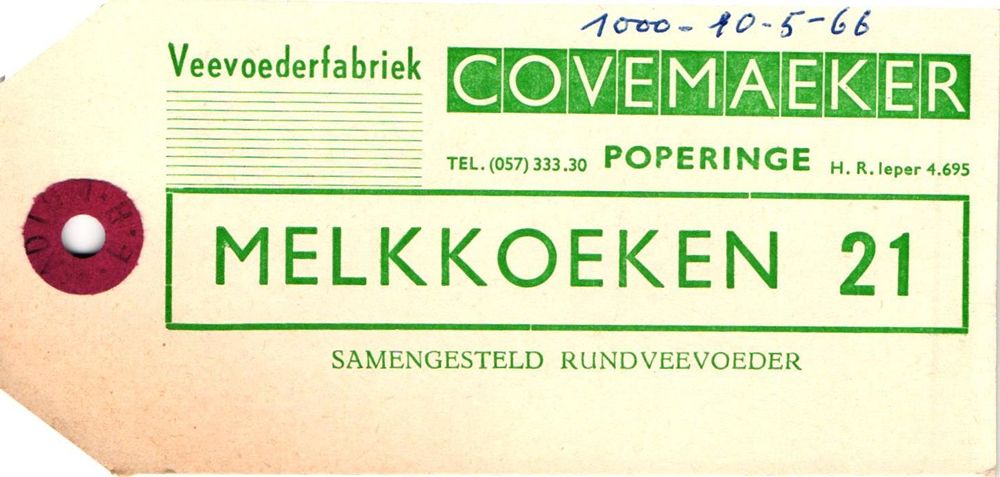 1000 - 10-5-66
Veevoederfabriek COVEMAEKER
TEL. (057) 333.30 POPERINGE H. R. Ieper 4.695
MELKKOEKEN 21
SAMENGESTELD RUNDVEEVOEDER